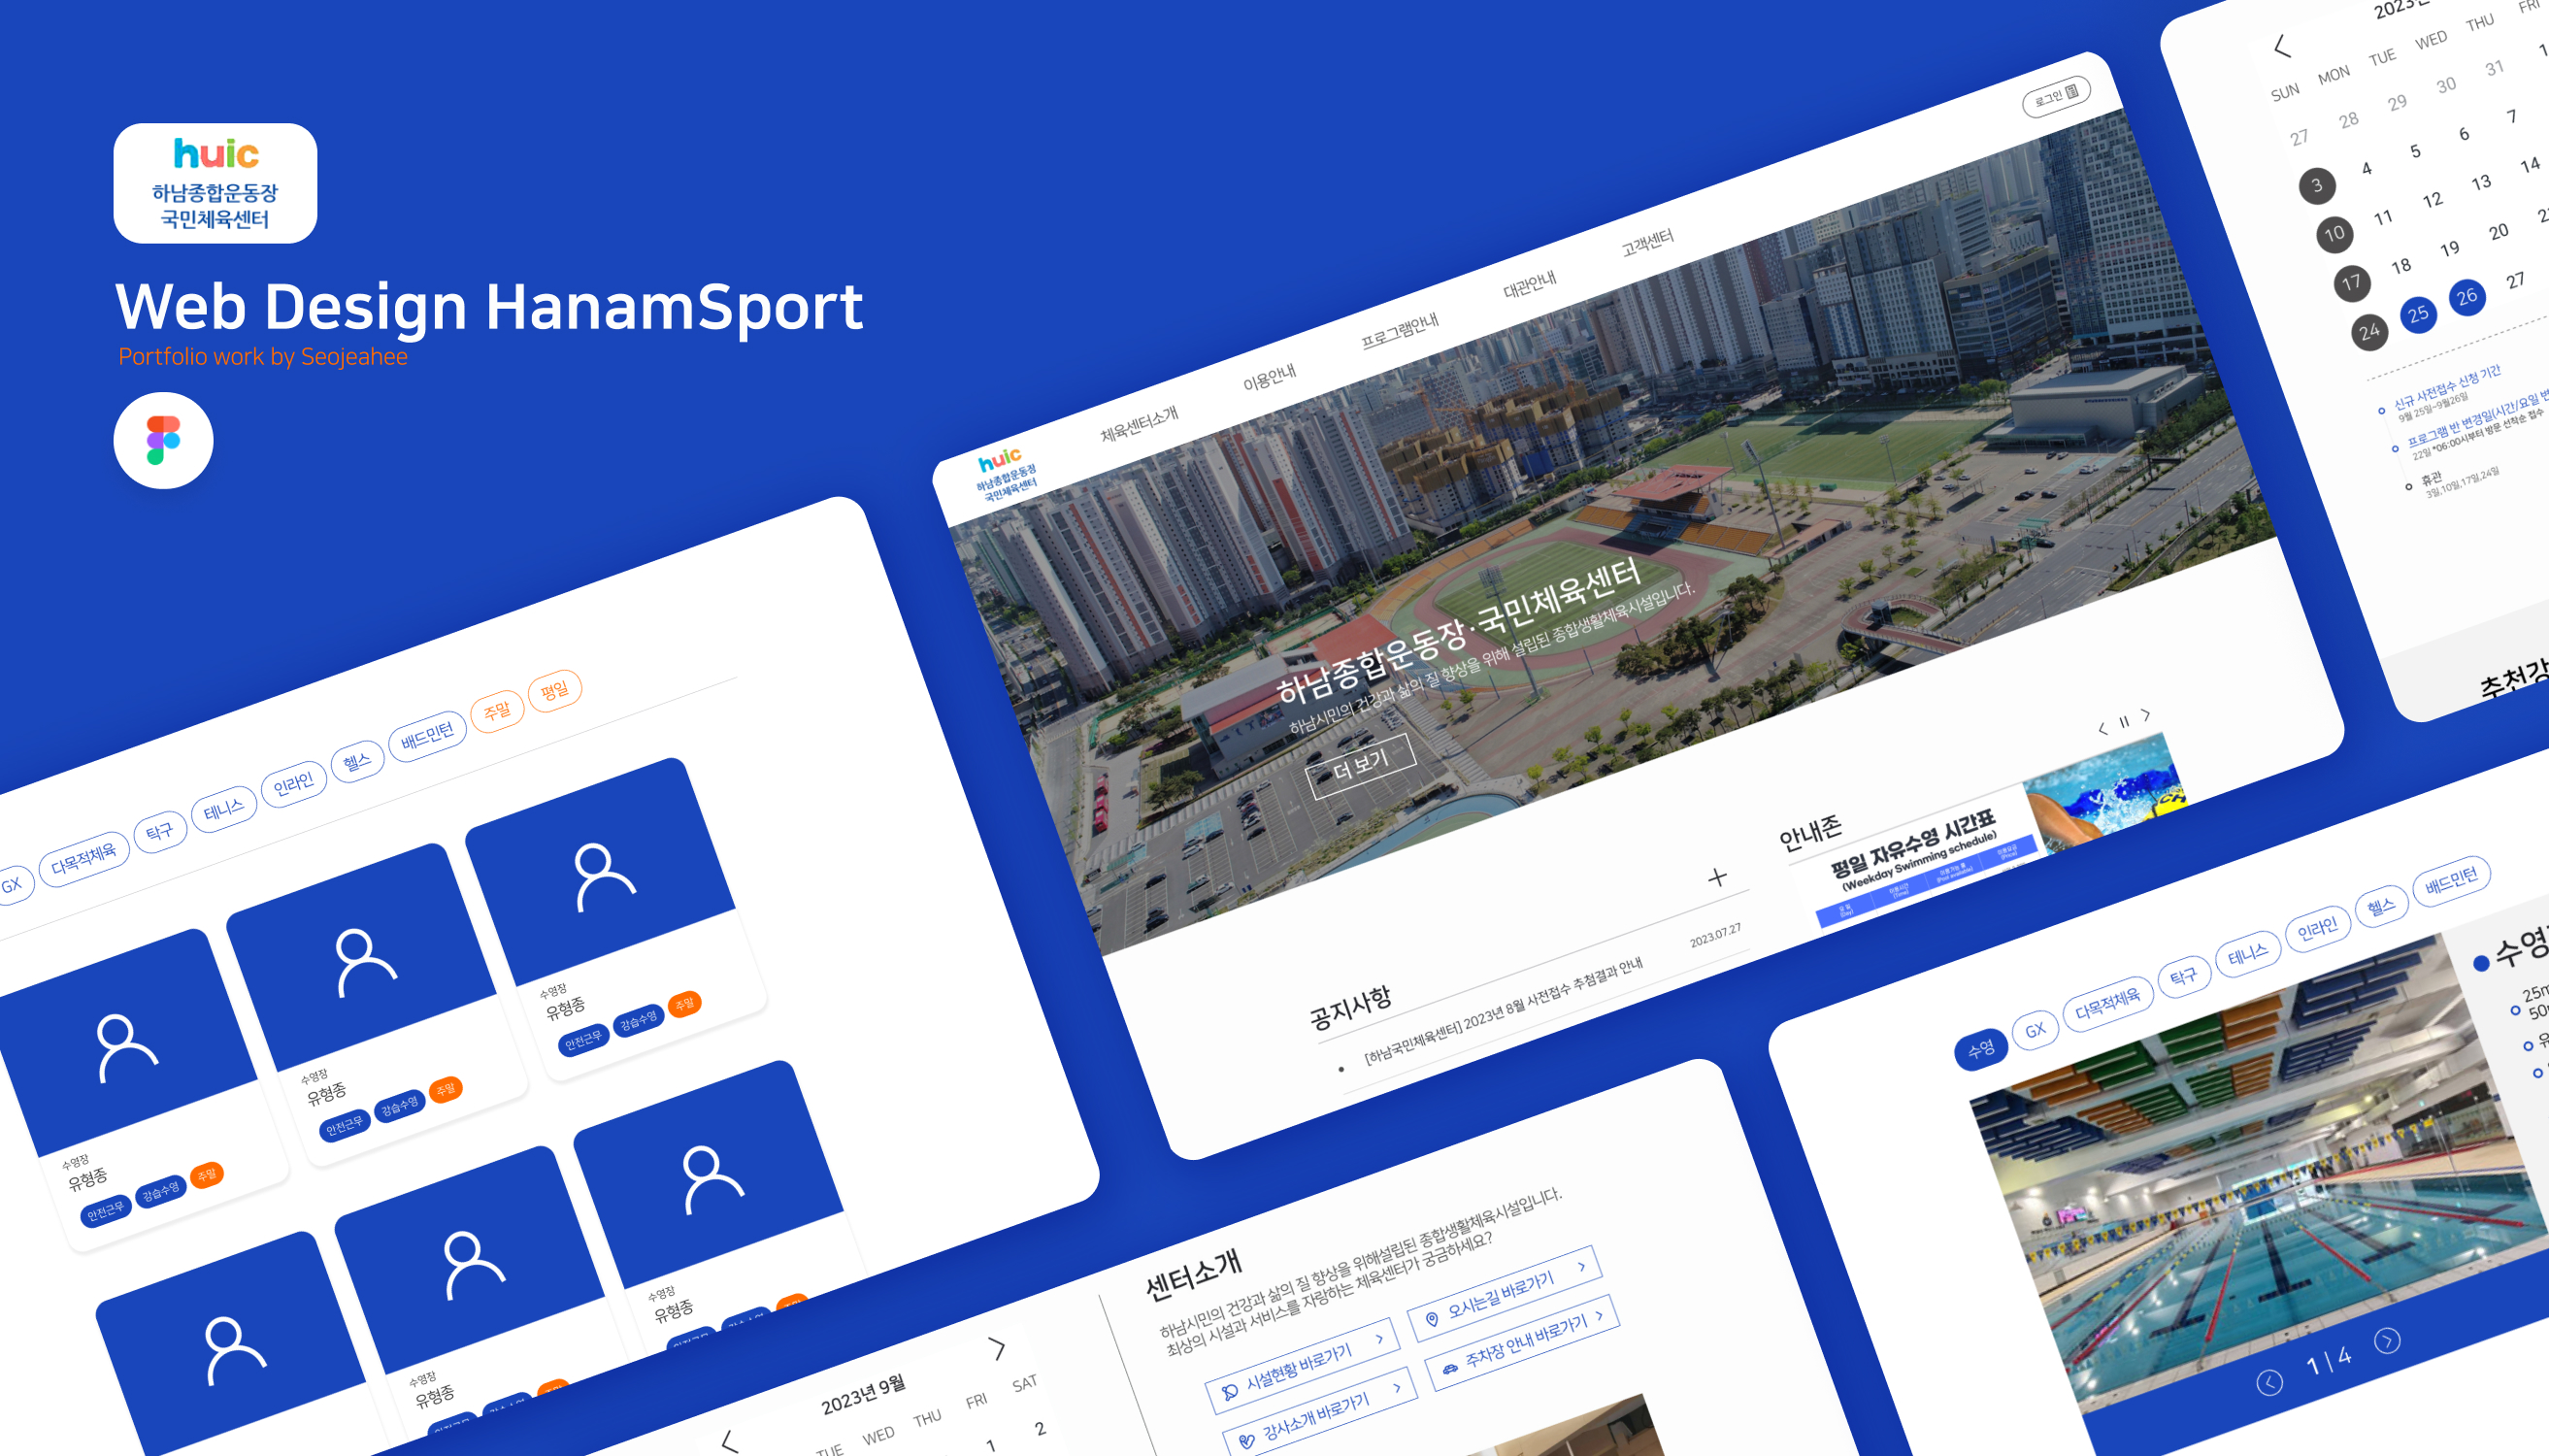 huic
하남종합운동장
국민체육센터
Web Design HanamSport
Portfolio work by Seojeahee
GX
다목적체육
탁구
테니스
인라인
헬스
배드민턴
주말
평일
수영장
유형종
안전근무 강습수영 주말
수영장
유형종
안전근무 강습수영 주말
수영장
유형종
안전근무 강습수영 주말
수영장
유형종
수영장
유형종
huic
하남종합운동장
국민체육센터
체육센터소개
이용안내
프로그램안내
대관안내
고객센터
로그인
하남종합운동장·국민체육센터
하남시민의 건강과 삶의 질 향상을 위해 설립된 종합생활체육시설입니다.
더 보기
공지사항
[하남국민체육센터] 2023년 8월 사전접수 추첨결과 안내
2023.07.27
안내존
평일 자유수영 시간표
(Weekday Swimming schedule)
SUN MON TUE WED THU
27 28 29 30 31
3 4 5 6 7
10 11 12 13 14
17 18 19 20
24 25 26 27
신규 사전접수 신청 기간
9월 25일~9월26일
프로그램 반 변경일(시간/요일
22일 *06:00시부터 방문 선착순 접수
휴관
3일,10일,17일,24일
2023년 9월
TUE WED THU FRI SAT
1 2
센터소개
하남시민의 건강과 삶의 질 향상을 위해설립된 종합생활체육시설입니다.
최상의 시설과 서비스를 자랑하는 체육센터가 궁금하세요?
시설현황 바로가기
오시는길 바로가기
강사소개 바로가기
주차장 안내 바로가기
수영
GX
다목적체육
탁구
테니스
인라인
헬스
배드민턴
1 | 4